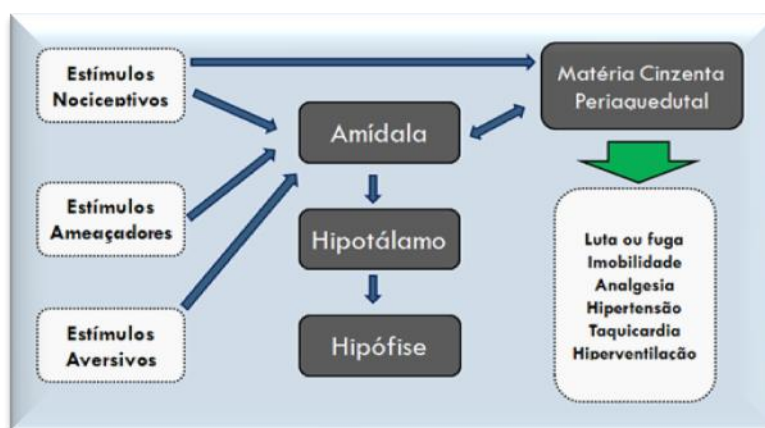 Estímulos
Nociceptivos
Matéria Cinzenta
Periaquedutal
Amídala
Estímulos
Ameaçadores
Hipotálamo
Luta ou fuga
Imobilidade
Analgesia
Hipertensão
Taquicardia
Hiperventilação
Estímulos
Aversivos
Hipófise